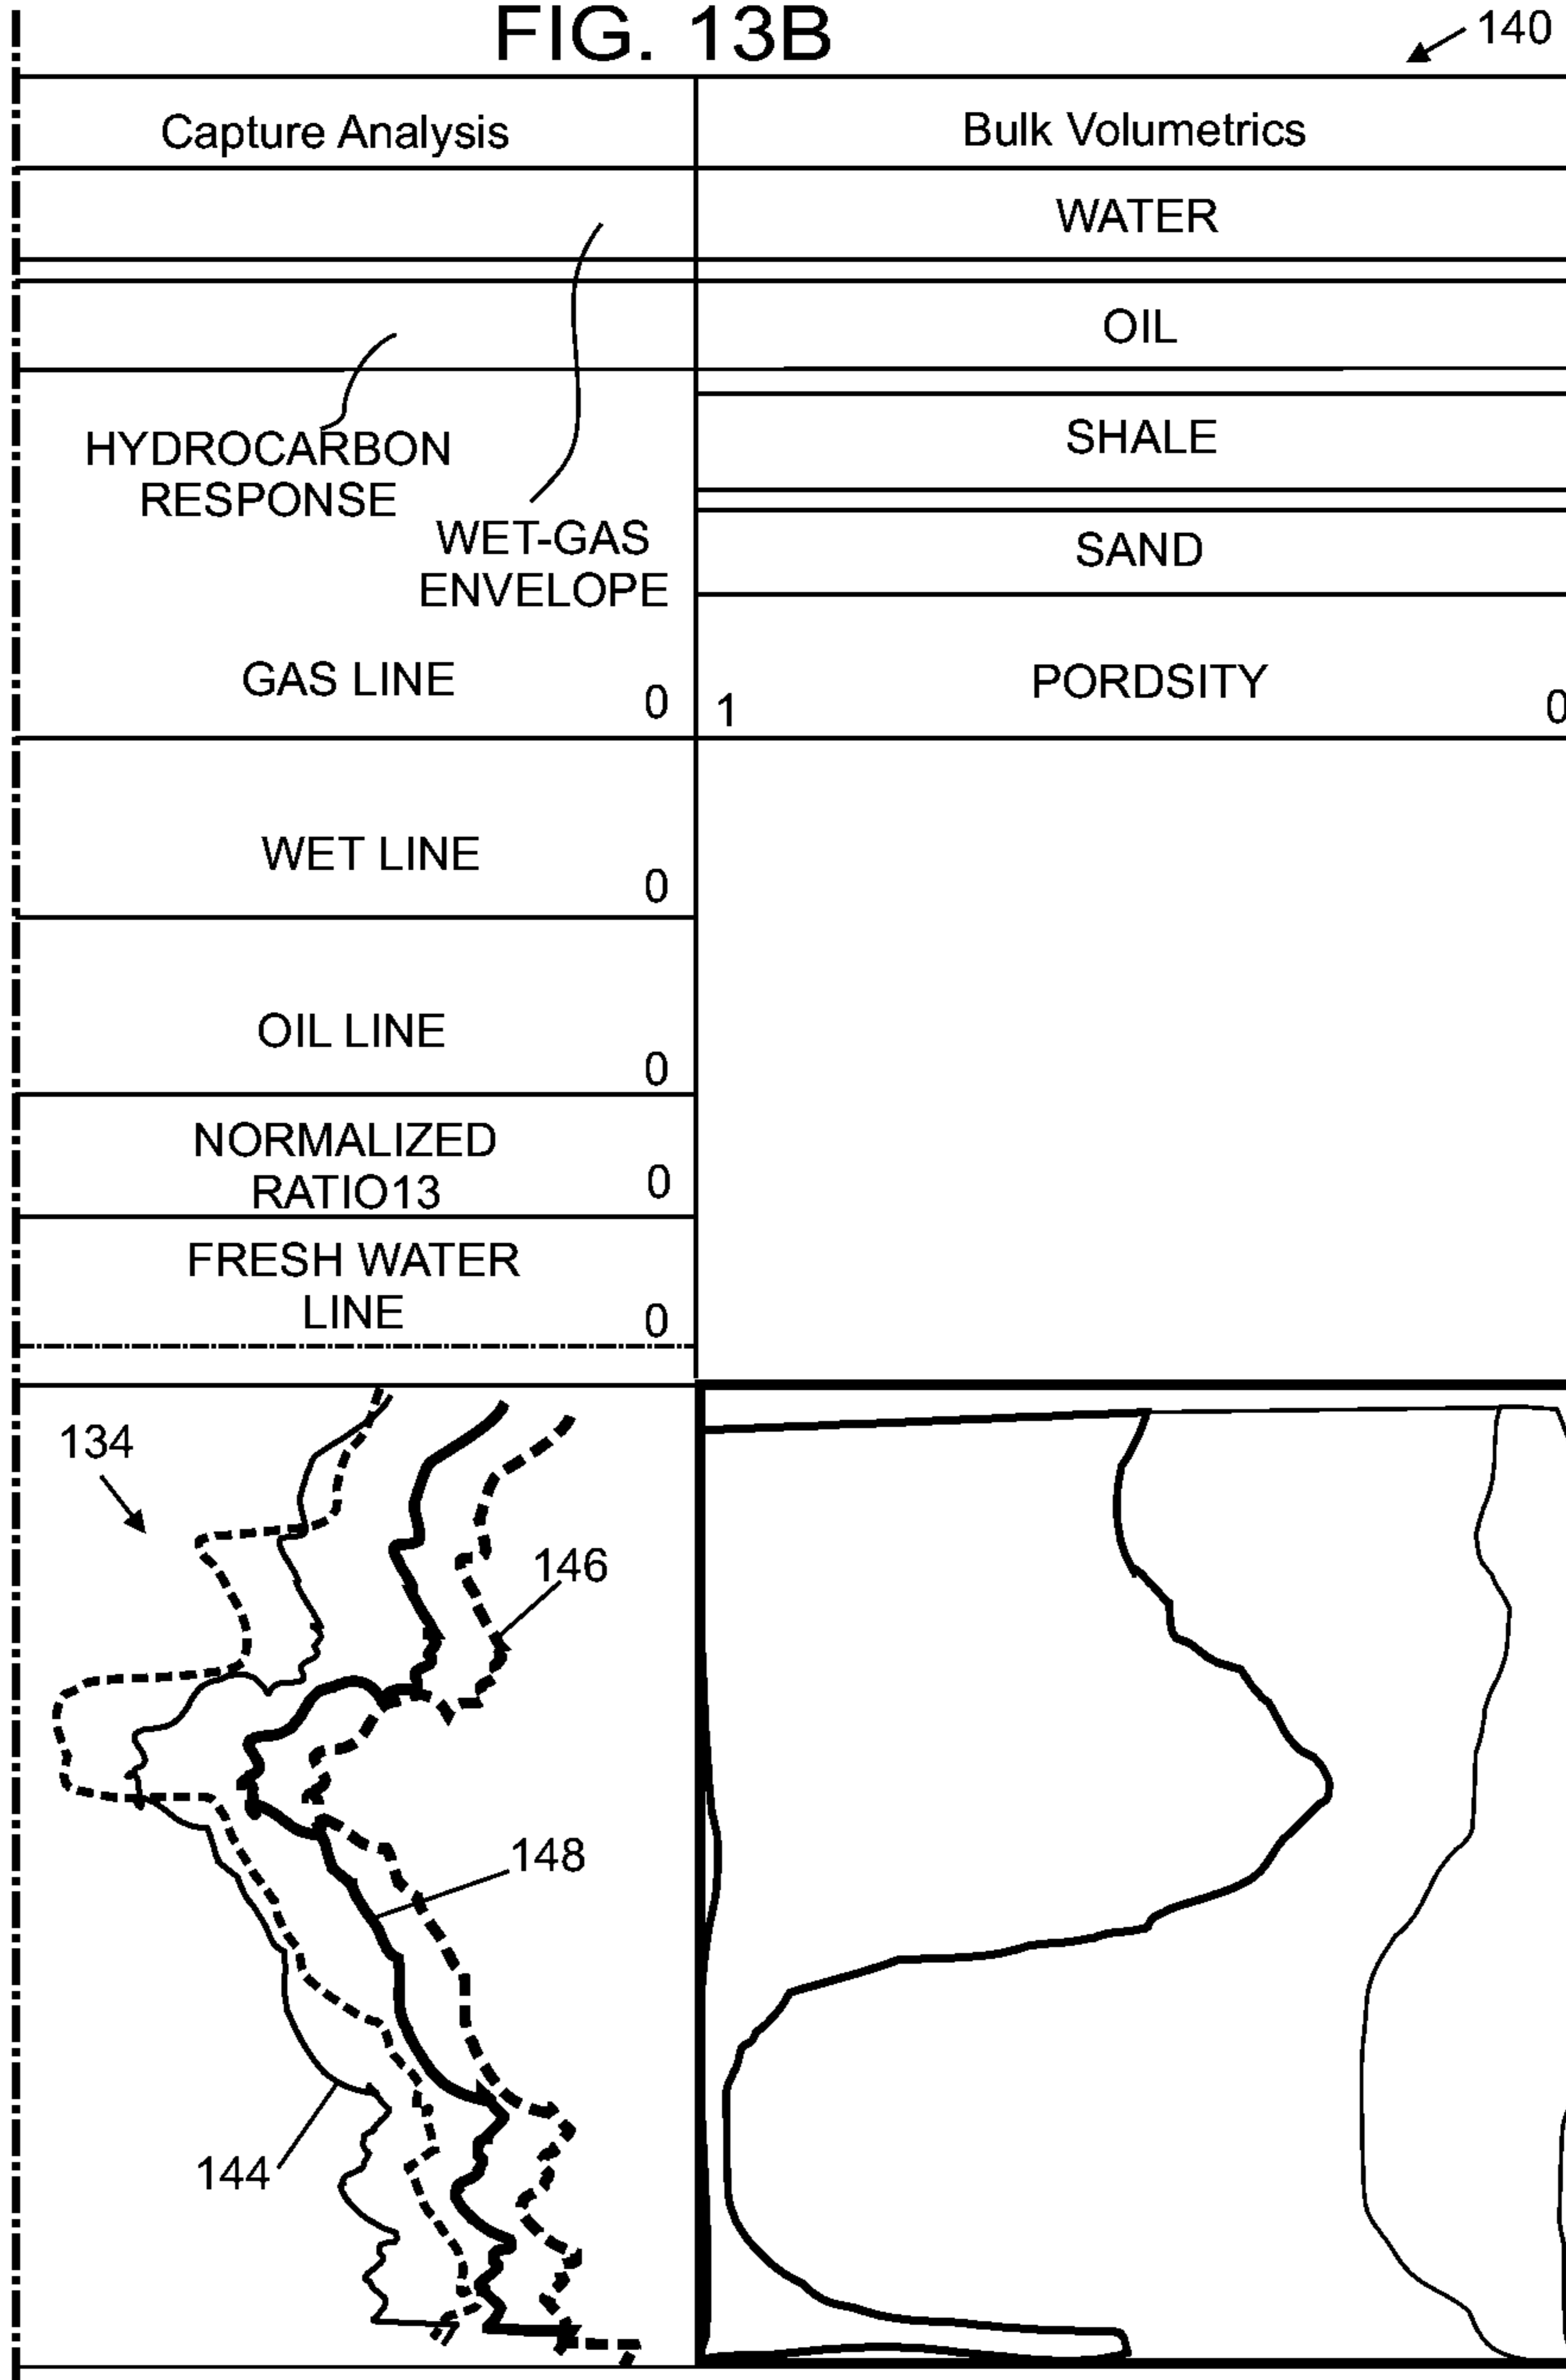 FIG. 13B
140
Capture Analysis
Bulk Volumetrics
WATER
OIL
HYDROCARBON
RESPONSE
SHALE
WET-GAS
ENVELOPE
SAND
GAS LINE
0
1
PORDSITY
0
WET LINE
0
OIL LINE
0
NORMALIZED
RATIO13
0
FRESH WATER
LINE
0
134
146
148
144